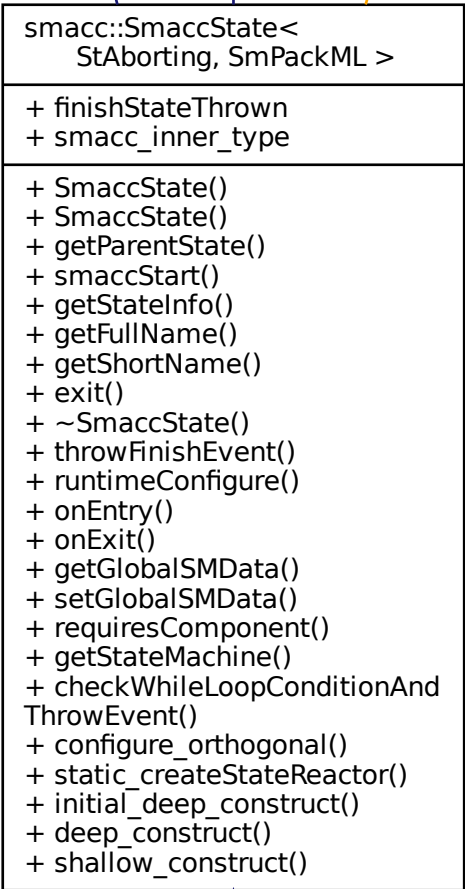 smacc::SmaccState<
StAborting, SmPackML >
+ finishStateThrown
+ smacc_inner_type
+ SmaccState()
+ SmaccState()
+ getParentState()
+ smaccStart()
+ getStateInfo()
+ getFullName()
+ getShortName()
+ exit()
+ ~SmaccState()
+ throwFinishEvent()
+ runtimeConfigure()
+ onEntry()
+ onExit()
+ getGlobalSMData()
+ setGlobalSMData()
+ requiresComponent()
+ getStateMachine()
+ checkWhileLoopConditionAnd
ThrowEvent()
+ configure_orthogonal()
+ static_createStateReactor()
+ initial_deep_construct()
+ deep_construct()
+ shallow_construct()